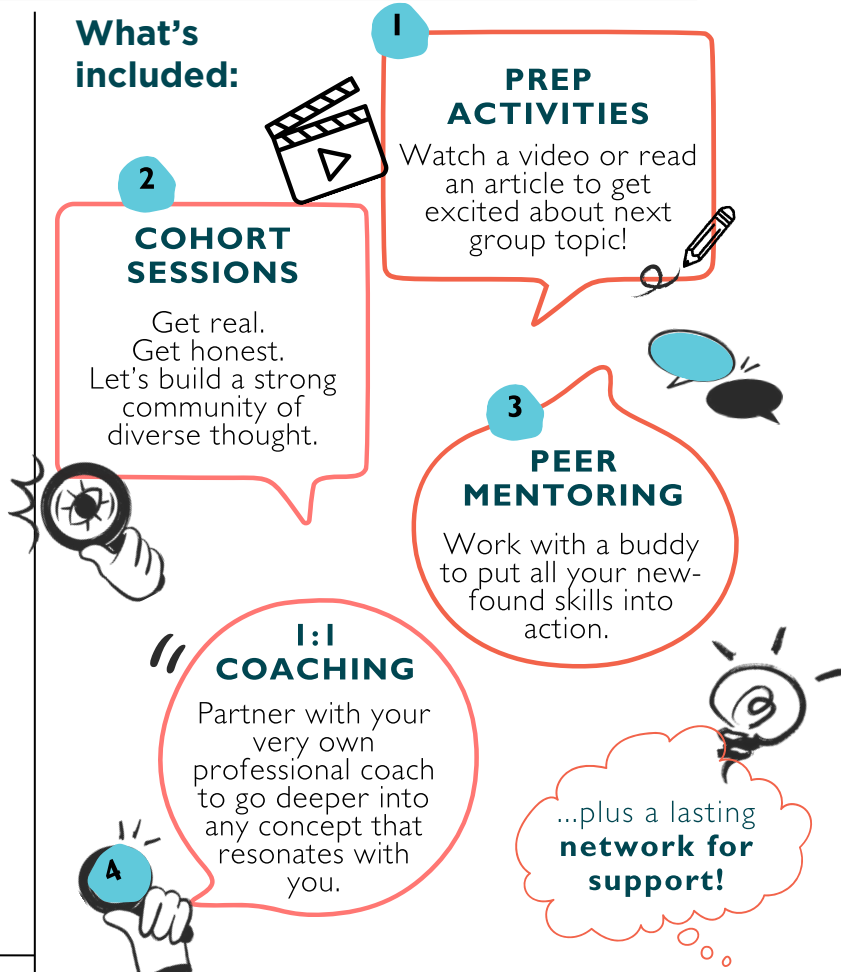 What's
included:
1
PREP
ACTIVITIES
Watch a video or read
an article to get
excited about next
group topic!
2
COHORT
SESSIONS
Get real.
Get honest.
Let's build a strong
community of
diverse thought.
3
PEER
MENTORING
Work with a buddy
to put all your new-
found skills into
action.
4
1:1
COACHING
Partner with your
very own
professional coach
to go deeper into
any concept that
resonates with
you.
...plus a lasting
network for
support!